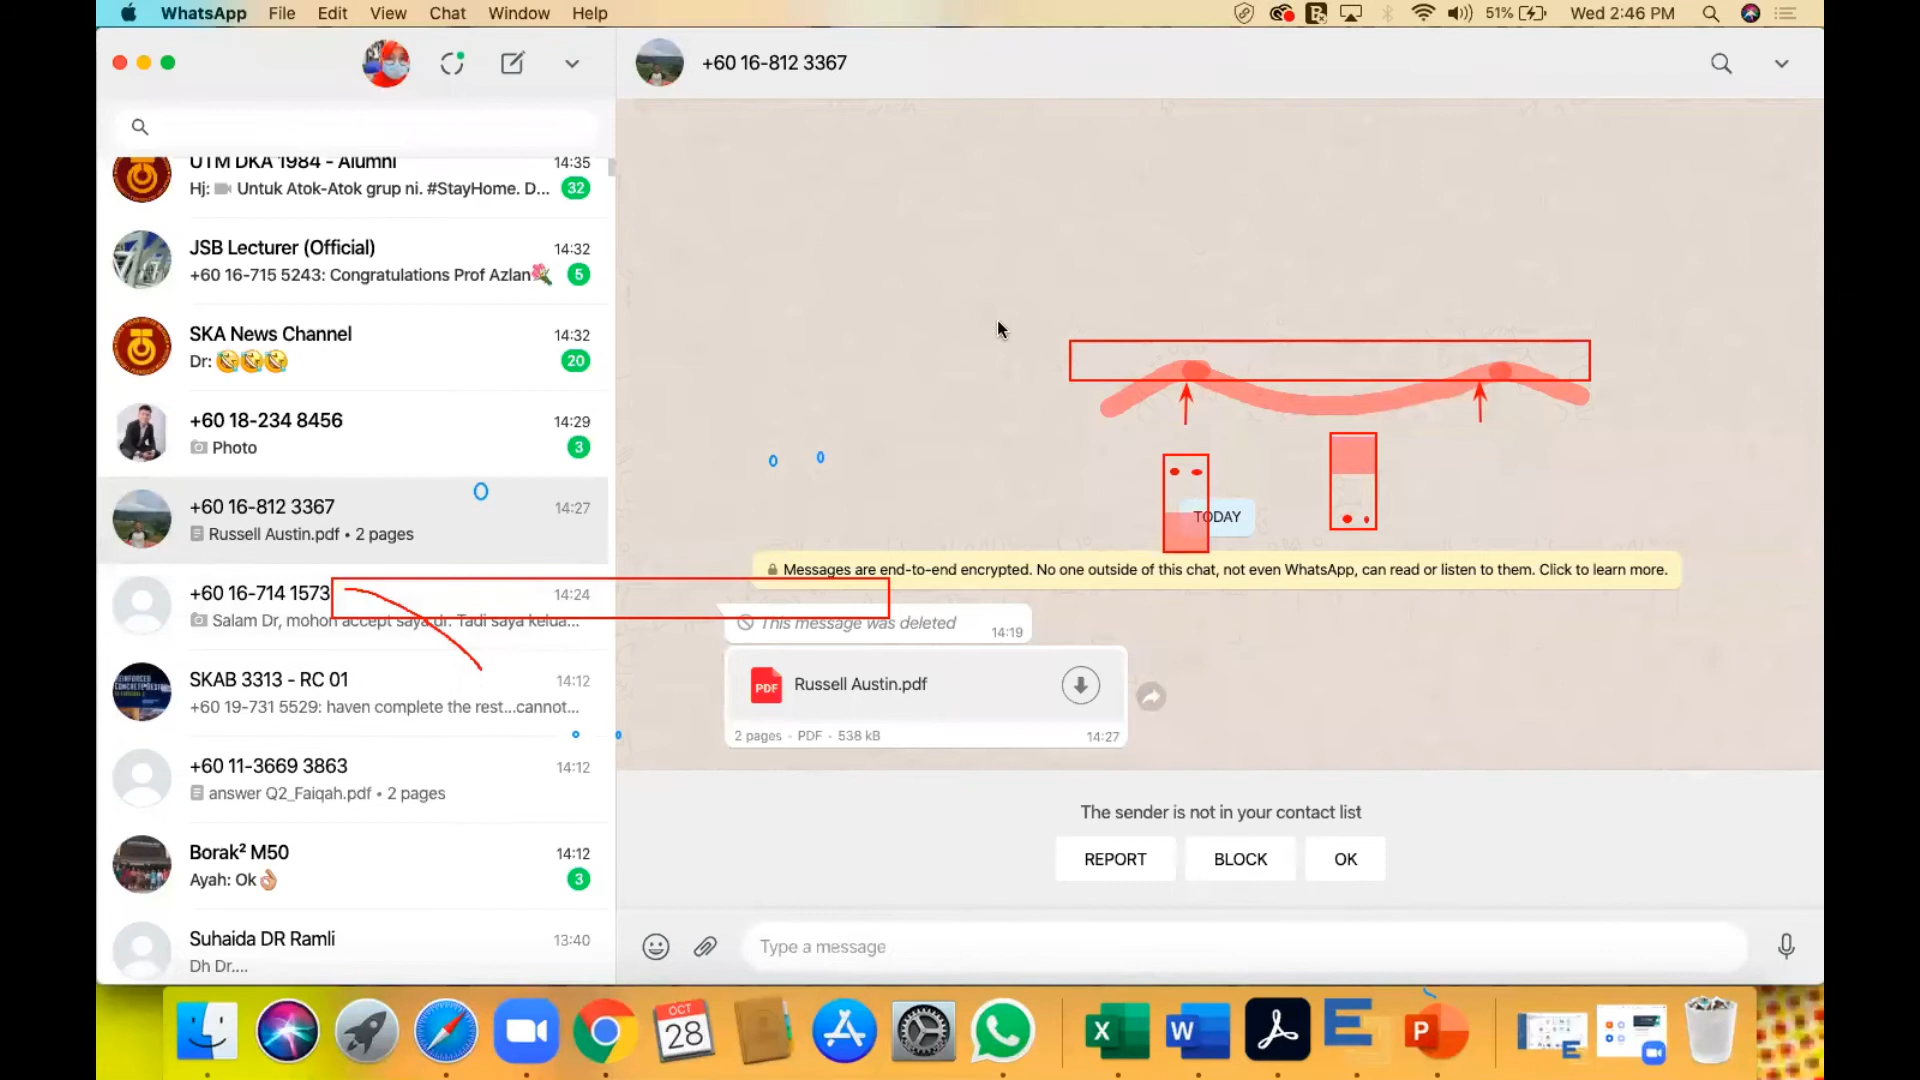 WhatsApp File Edit View Chat Window Help
51% Wed 2:46 PM
+60 16-812 3367
UTM DKA 1984 - Alumni 14:35
Hj: Untuk Atok-Atok grup ni. #StayHome. D... 32
JSB Lecturer (Official) 14:32
+60 16-715 5243: Congratulations Prof Azlan 5
SKA News Channel 14:32
Dr: 🤣🤣🤣 20
+60 18-234 8456 14:29
Photo 3
+60 16-812 3367 14:27
Russell Austin.pdf • 2 pages
+60 16-714 1573 14:24
Salam Dr, mohon accept saya dr. Tadi saya kelua...
SKAB 3313 - RC 01 14:12
+60 19-731 5529: haven complete the rest...cannot...
+60 11-3669 3863 14:12
answer Q2_Faiqah.pdf • 2 pages
Borak² M50 14:12
Ayah: Ok👌 3
Suhaida DR Ramli 13:40
Dh Dr....
TODAY
Messages are end-to-end encrypted. No one outside of this chat, not even WhatsApp, can read or listen to them. Click to learn more.
This message was deleted 14:19
PDF Russell Austin.pdf
2 pages • PDF • 538 kB 14:27
The sender is not in your contact list
REPORT BLOCK OK
Type a message
OCT
28
X W E P